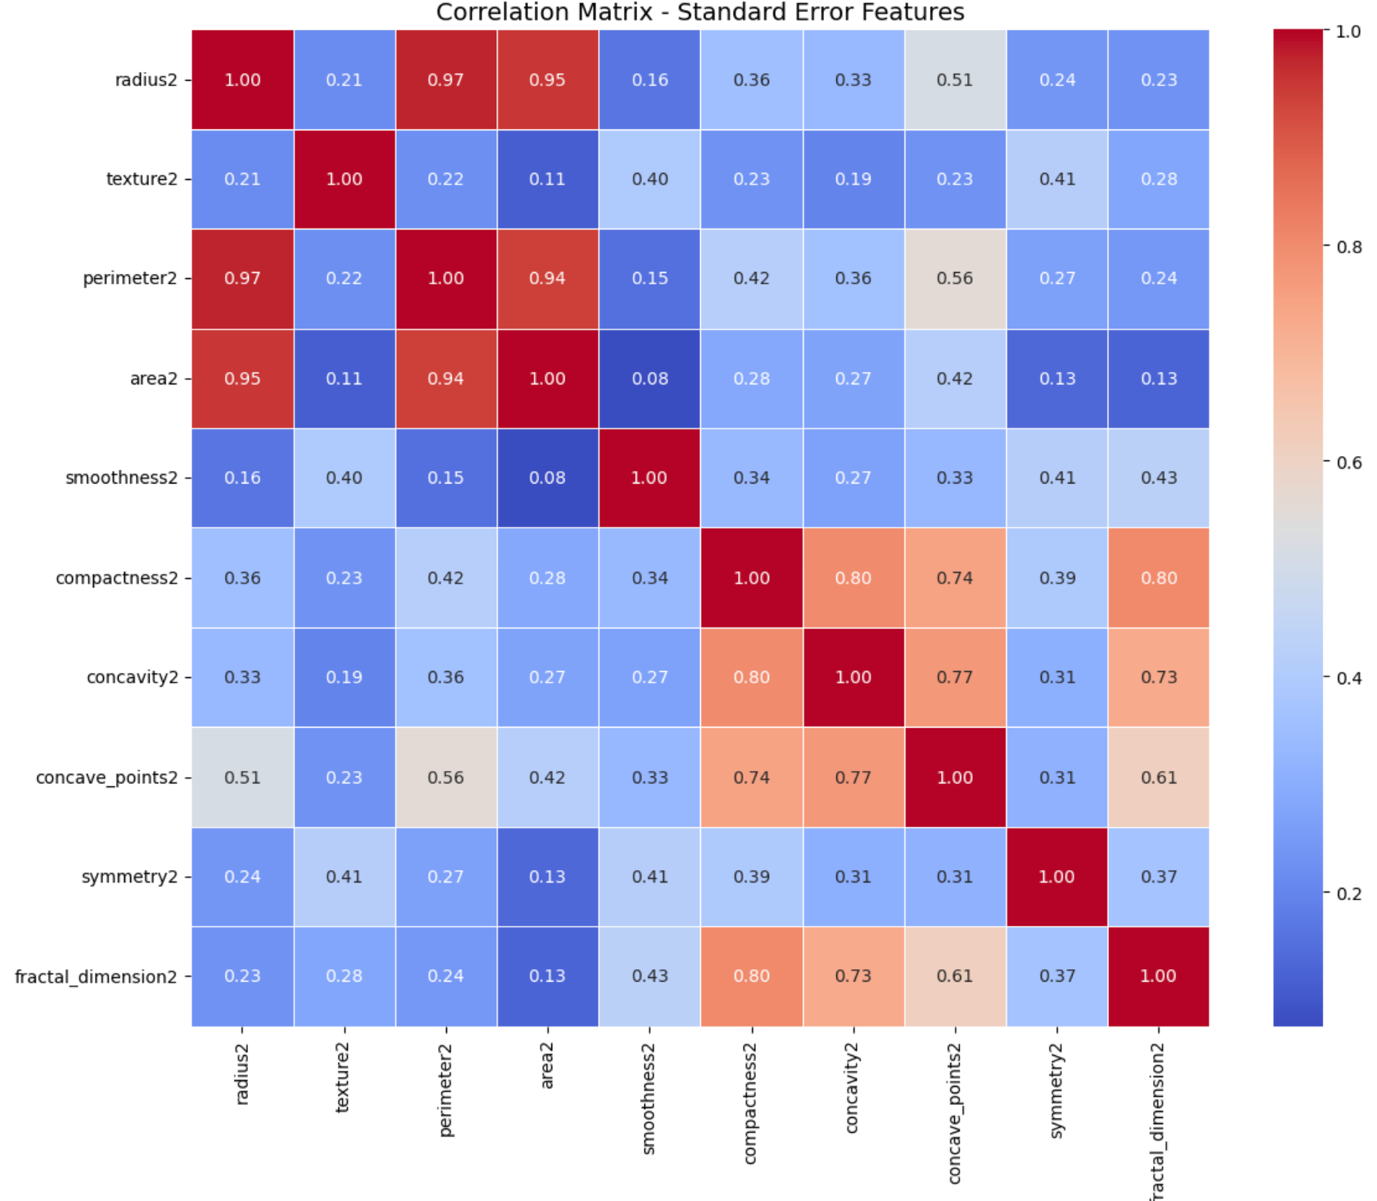 Correlation Matrix - Standard Error Features
radius2 1.00 0.21 0.97 0.95 0.16 0.36 0.33 0.51 0.24 0.23
texture2 0.21 1.00 0.22 0.11 0.40 0.23 0.19 0.23 0.41 0.28
perimeter2 0.97 0.22 1.00 0.94 0.15 0.42 0.36 0.56 0.27 0.24
area2 0.95 0.11 0.94 1.00 0.08 0.28 0.27 0.42 0.13 0.13
smoothness2 0.16 0.40 0.15 0.08 1.00 0.34 0.27 0.33 0.41 0.43
compactness2 0.36 0.23 0.42 0.28 0.34 1.00 0.80 0.74 0.39 0.80
concavity2 0.33 0.19 0.36 0.27 0.27 0.80 1.00 0.77 0.31 0.73
concave_points2 0.51 0.23 0.56 0.42 0.33 0.74 0.77 1.00 0.31 0.61
symmetry2 0.24 0.41 0.27 0.13 0.41 0.39 0.31 0.31 1.00 0.37
fractal_dimension2 0.23 0.28 0.24 0.13 0.43 0.80 0.73 0.61 0.37 1.00
radius2
texture2
perimeter2
area2
smoothness2
compactness2
concavity2
concave_points2
symmetry2
ractal_dimension2
1.0
0.8
0.6
0.4
0.2